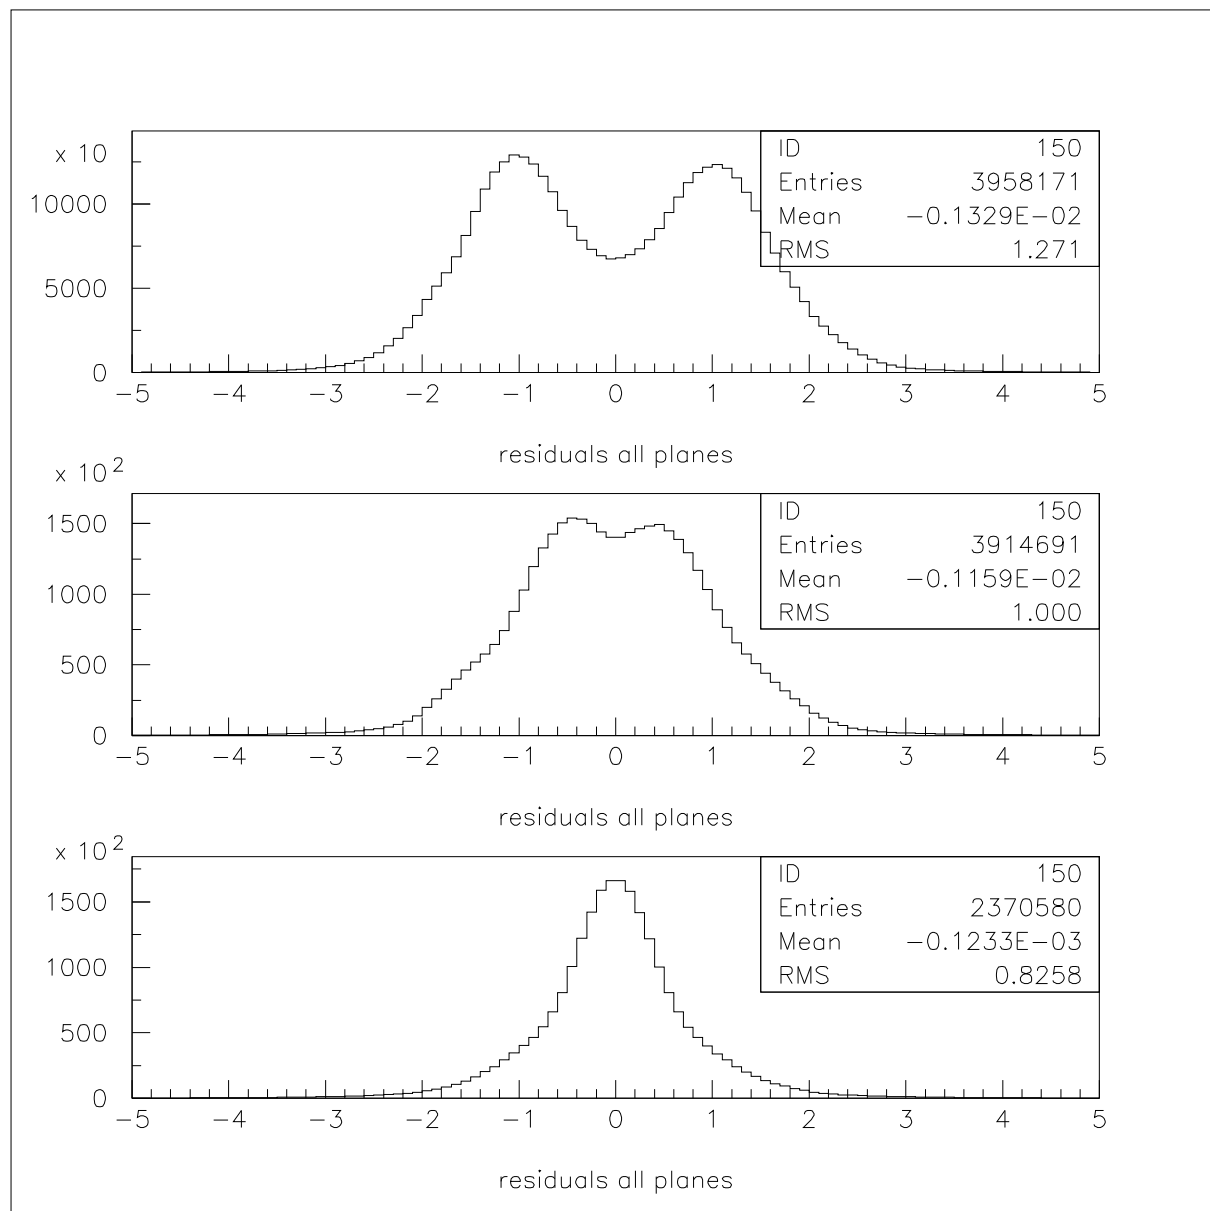 x 10
10000
5000
0
ID 150
Entries 3958171
Mean −0.1329E−02
RMS 1.271
−5 −4 −3 −2 −1 0 1 2 3 4 5
residuals all planes
x 10 2
1500
1000
500
0
ID 150
Entries 3914691
Mean −0.1159E−02
RMS 1.000
−5 −4 −3 −2 −1 0 1 2 3 4 5
residuals all planes
x 10 2
1500
1000
500
0
ID 150
Entries 2370580
Mean −0.1233E−03
RMS 0.8258
−5 −4 −3 −2 −1 0 1 2 3 4 5
residuals all planes